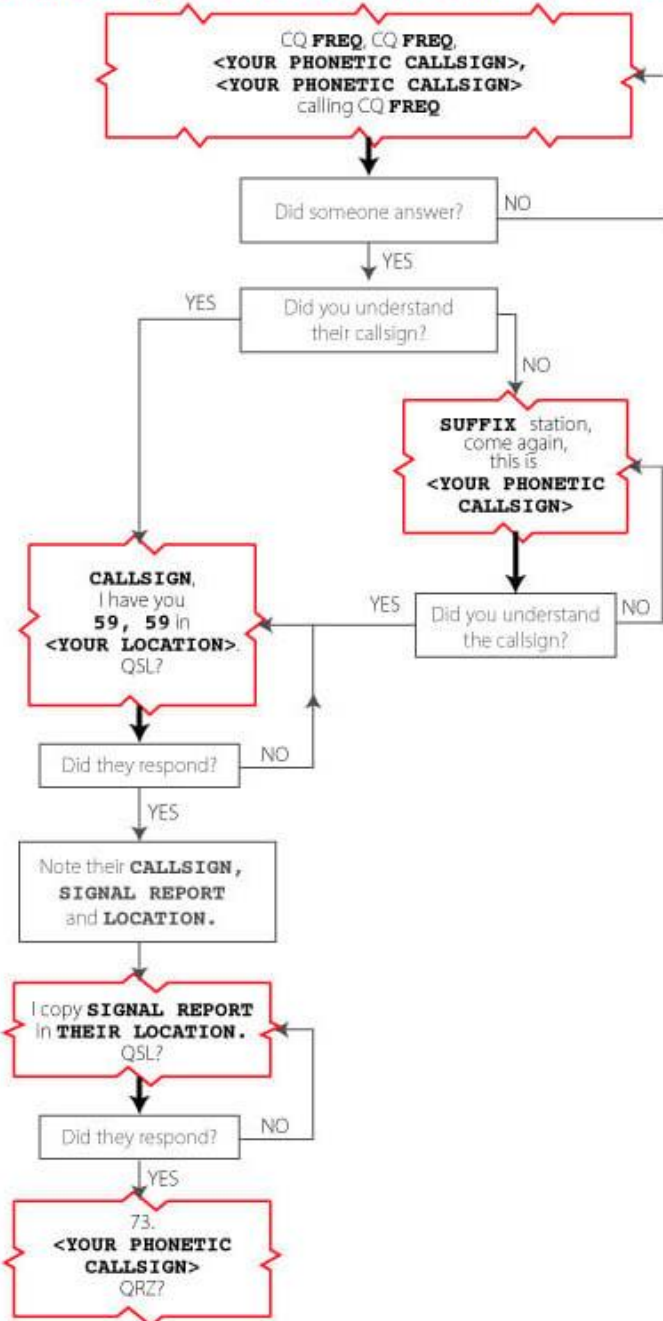 CQ FREQ, CQ FREQ,
<YOUR PHONETIC CALLSIGN>,
<YOUR PHONETIC CALLSIGN>
calling CQ FREQ
Did someone answer?
NO
YES
Did you understand
their callsign?
YES
NO
SUFFIX station,
come again,
this is
<YOUR PHONETIC
CALLSIGN>
Did you understand
the callsign?
NO
YES
CALLSIGN,
I have you
59, 59 in
<YOUR LOCATION>.
QSL?
Did they respond?
NO
YES
Note their CALLSIGN,
SIGNAL REPORT
and LOCATION.
I copy SIGNAL REPORT
in THEIR LOCATION.
QSL?
Did they respond?
NO
YES
73.
<YOUR PHONETIC
CALLSIGN>
QRZ?